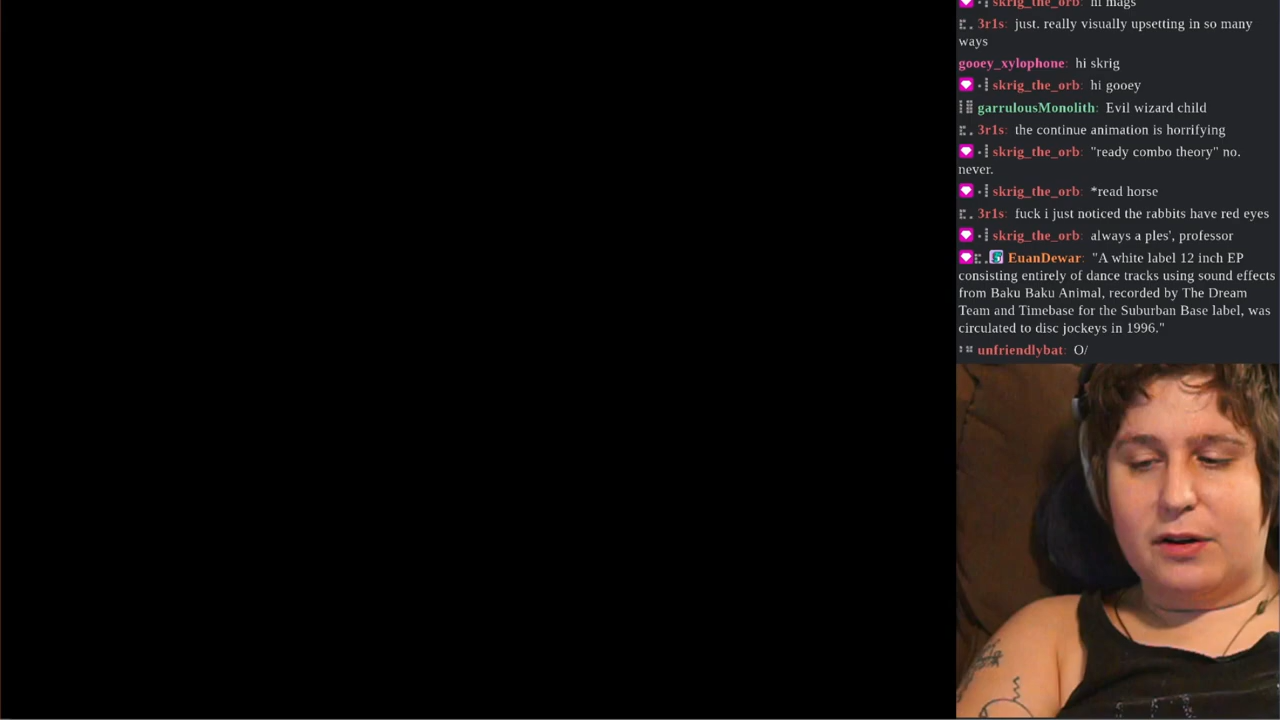 skrig_the_orb: hi mags
3r1s: just. really visually upsetting in so many
ways
gooey_xylophone: hi skrig
skrig_the_orb: hi gooey
garrulousMonolith: Evil wizard child
3r1s: the continue animation is horrifying
skrig_the_orb: "ready combo theory" no.
never.
skrig_the_orb: *read horse
3r1s: fuck i just noticed the rabbits have red eyes
skrig_the_orb: always a ples', professor
EuanDewar: "A white label 12 inch EP
consisting entirely of dance tracks using sound effects
from Baku Baku Animal, recorded by The Dream
Team and Timebase for the Suburban Base label, was
circulated to disc jockeys in 1996."
unfriendlybat: O/